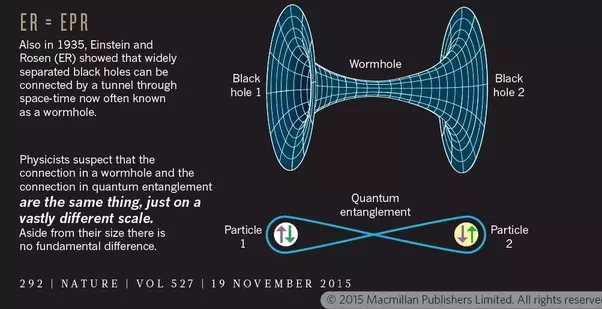 ER = EPR
Also in 1935, Einstein and
Rosen (ER) showed that widely
separated black holes can be
connected by a tunnel through
space-time now often known
as a wormhole.
Black
hole 1
Wormhole
Black
hole 2
Physicists suspect that the
connection in a wormhole and the
connection in quantum entanglement
are the same thing, just on a
vastly different scale.
Aside from their size there is
no fundamental difference.
Quantum
entanglement
Particle
1
Particle
2
292 | NATURE | VOL 527 | 19 NOVEMBER 2015
© 2015 Macmillan Publishers Limited. All rights reserved